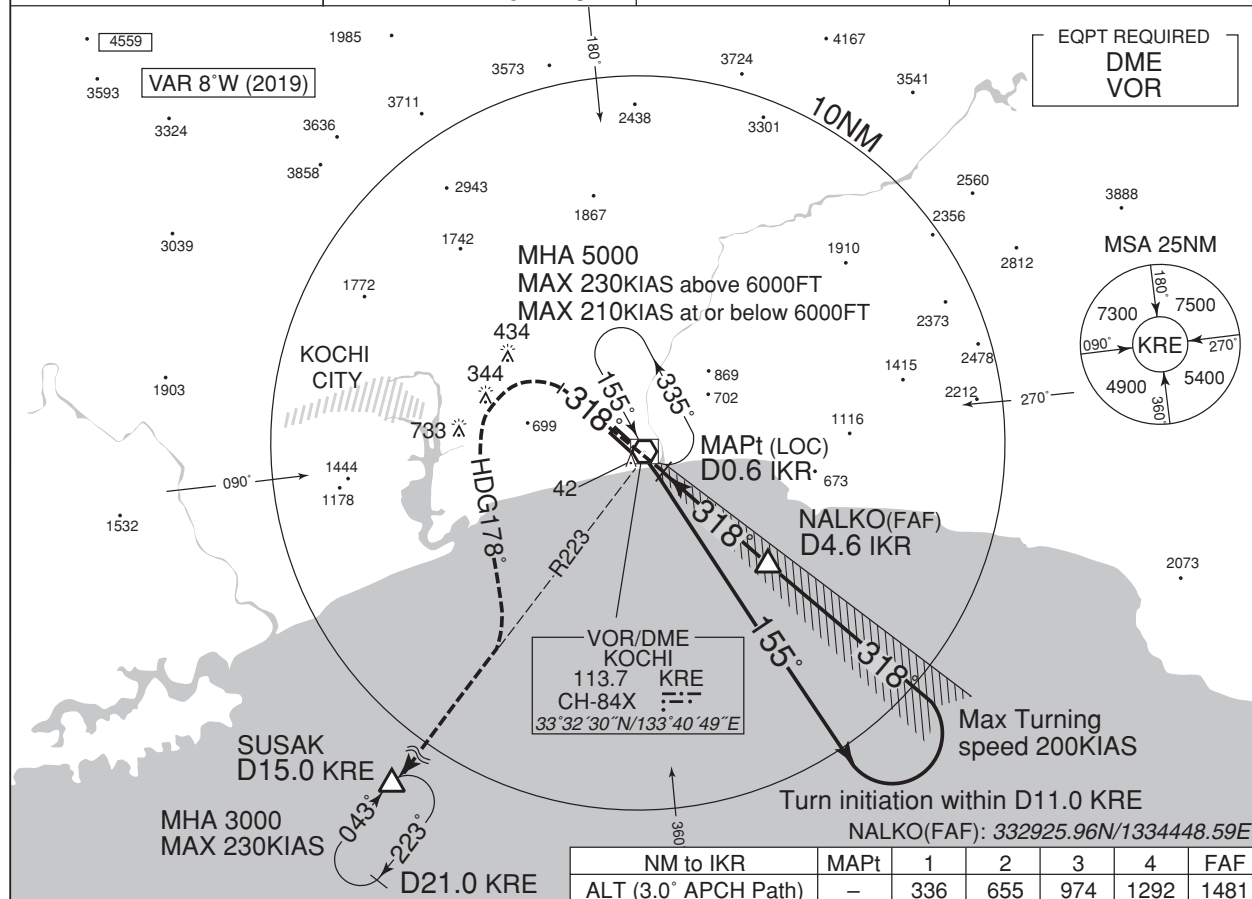 4559
1985
3593
VAR 8°W (2019)
3573
180°
3724
4167
3541
EQPT REQUIRED
DME
VOR
3324
3711
3636
2438
3301
10NM
3858
2943
1867
2560
2356
3888
3039
1742
1910
2812
MSA 25NM
180°
7300
7500
090°
KRE
270°
4900
5400
360°
MHA 5000
MAX 230KIAS above 6000FT
MAX 210KIAS at or below 6000FT
1772
2373
434
KOCHI
CITY
344
155°
335°
869
702
1415
2478
2212
270°
1903
318°
733
699
1116
MAPt (LOC)
D0.6 IKR
673
1444
1178
090°
42
1532
HDG178°
R223
318°
NALKO(FAF)
D4.6 IKR
2073
VOR/DME
KOCHI
113.7 KRE
CH-84X
33°32´30˝N/133°40´49˝E
155°
318°
Max Turning
speed 200KIAS
SUSAK
D15.0 KRE
Turn initiation within D11.0 KRE
MHA 3000
MAX 230KIAS
043°
223°
D21.0 KRE
360°
NALKO(FAF): 332925.96N/1334448.59E
NM to IKR MAPt 1 2 3 4 FAF
ALT (3.0° APCH Path) – 336 655 974 1292 1481